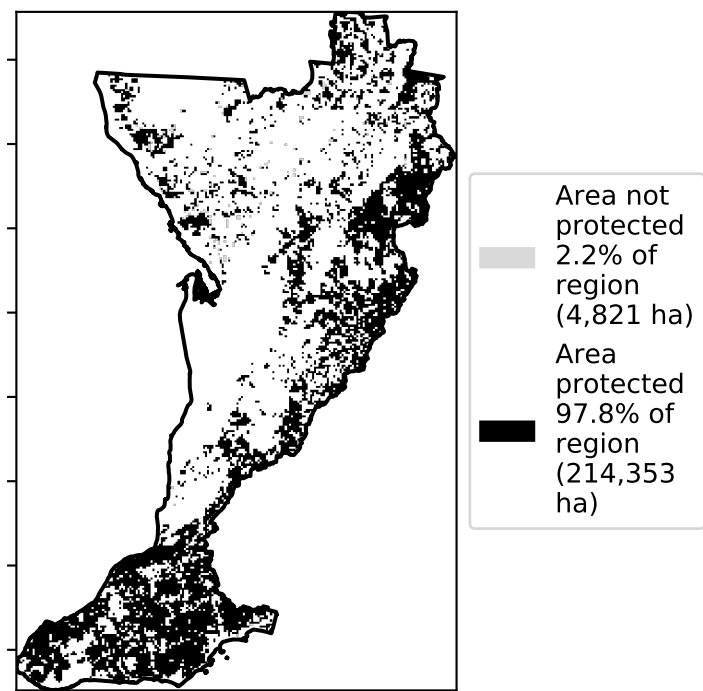 Area not
protected
2.2% of
region
(4,821 ha)
Area
protected
97.8% of
region
(214,353
ha)